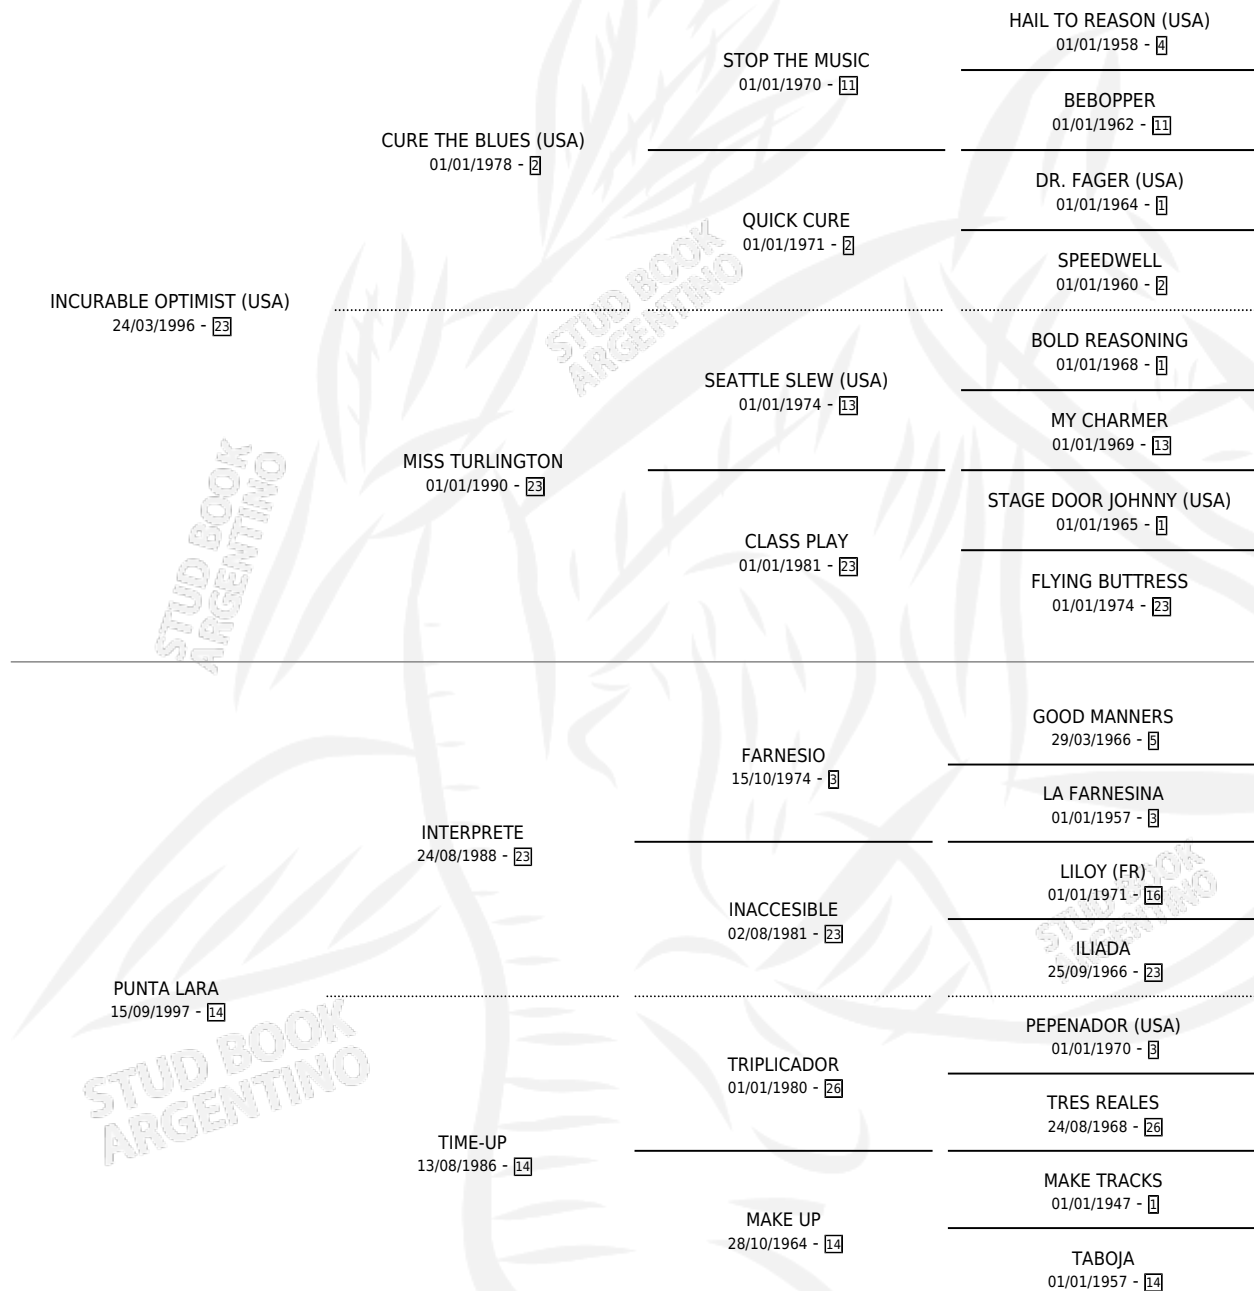 HAIL TO REASON (USA)
01/01/1958 - 4
STOP THE MUSIC
01/01/1970 - 11
BEBOPPER
01/01/1962 - 11
CURE THE BLUES (USA)
01/01/1978 - 2
DR. FAGER (USA)
01/01/1964 - 1
QUICK CURE
01/01/1971 - 2
SPEEDWELL
01/01/1960 - 2
INCURABLE OPTIMIST (USA)
24/03/1996 - 23
BOLD REASONING
01/01/1968 - 1
SEATTLE SLEW (USA)
01/01/1974 - 13
MY CHARMER
01/01/1969 - 13
MISS TURLINGTON
01/01/1990 - 23
STAGE DOOR JOHNNY (USA)
01/01/1965 - 1
CLASS PLAY
01/01/1981 - 23
FLYING BUTTRESS
01/01/1974 - 23
STUD BOOK
ARGENTINO
STUD BOOK
ARGENTINO
GOOD MANNERS
29/03/1966 - 5
FARNESIO
15/10/1974 - 3
LA FARNESINA
01/01/1957 - 3
INTERPRETE
24/08/1988 - 23
LILOY (FR)
01/01/1971 - 16
INACCESIBLE
02/08/1981 - 23
ILIADA
25/09/1966 - 23
PUNTA LARA
15/09/1997 - 14
PEPENADOR (USA)
01/01/1970 - 3
TRIPLICADOR
01/01/1980 - 26
TRES REALES
24/08/1968 - 26
TIME-UP
13/08/1986 - 14
MAKE TRACKS
01/01/1947 - 1
MAKE UP
28/10/1964 - 14
TABOJA
01/01/1957 - 14
STUD BOOK
ARGENTINO
STUD BOOK
ARGENTINO